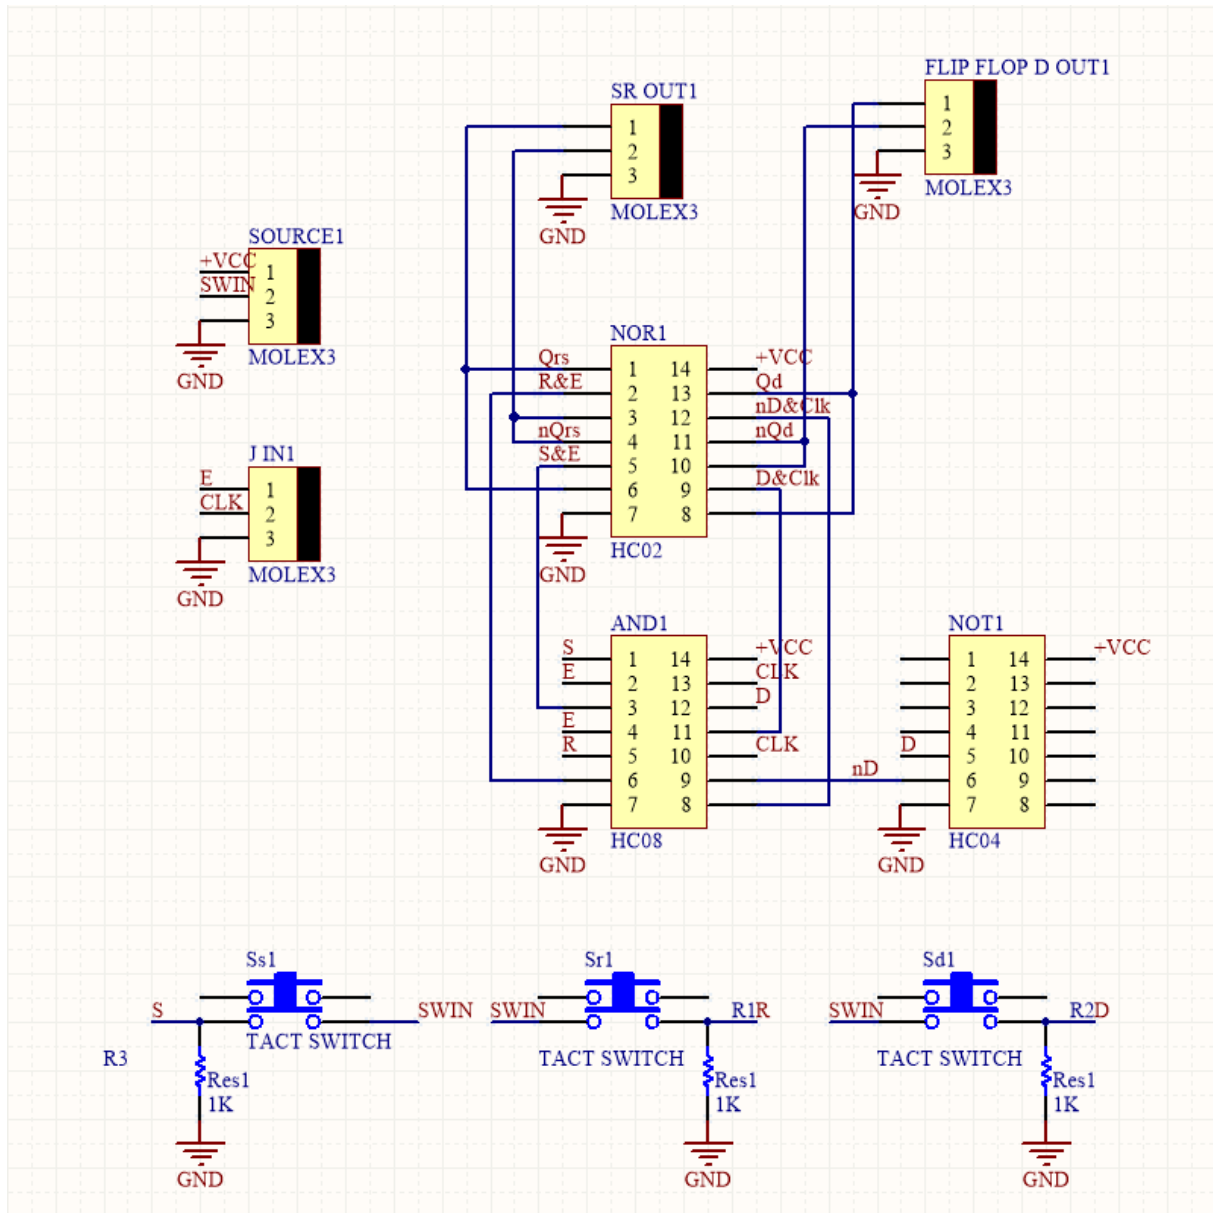 FLIP FLOP D OUT1
1
2
3
GND
MOLEX3
SR OUT1
1
2
3
GND
MOLEX3
SOURCE1
+VCC
SWIN
1
2
3
GND
MOLEX3
J IN1
E
CLK
1
2
3
GND
MOLEX3
NOR1
Qrs 1 14 +VCC
R&E 2 13 Qd
3 12 nD&Clk
nQrs 4 11 nQd
S&E 5 10
6 9 D&Clk
7 8
GND
HC02
AND1
S 1 14 +VCC
E 2 13 CLK
3 12 D
E 4 11
R 5 10 CLK
6 9 nD
7 8
GND
HC08
NOT1
1 14 +VCC
2 13
3 12
4 11
D 5 10
6 9
7 8
GND
HC04
Ss1
S
SWIN
TACT SWITCH
R3
Res1
1K
GND
Sr1
SWIN
R1R
TACT SWITCH
Res1
1K
GND
Sd1
SWIN
R2D
TACT SWITCH
Res1
1K
GND